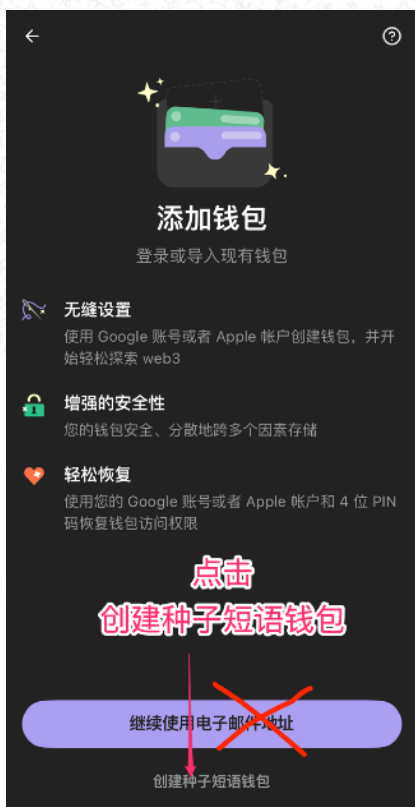 添加钱包
登录或导入现有钱包
无缝设置
使用 Google 账号或者 Apple 帐户创建钱包，并开
始轻松探索 web3
增强的安全性
您的钱包安全、分散地跨多个因素存储
轻松恢复
使用您的 Google 账号或者 Apple 帐户和 4 位 PIN
码恢复钱包访问权限
点击
创建种子短语钱包
继续使用电子邮件地址
创建种子短语钱包